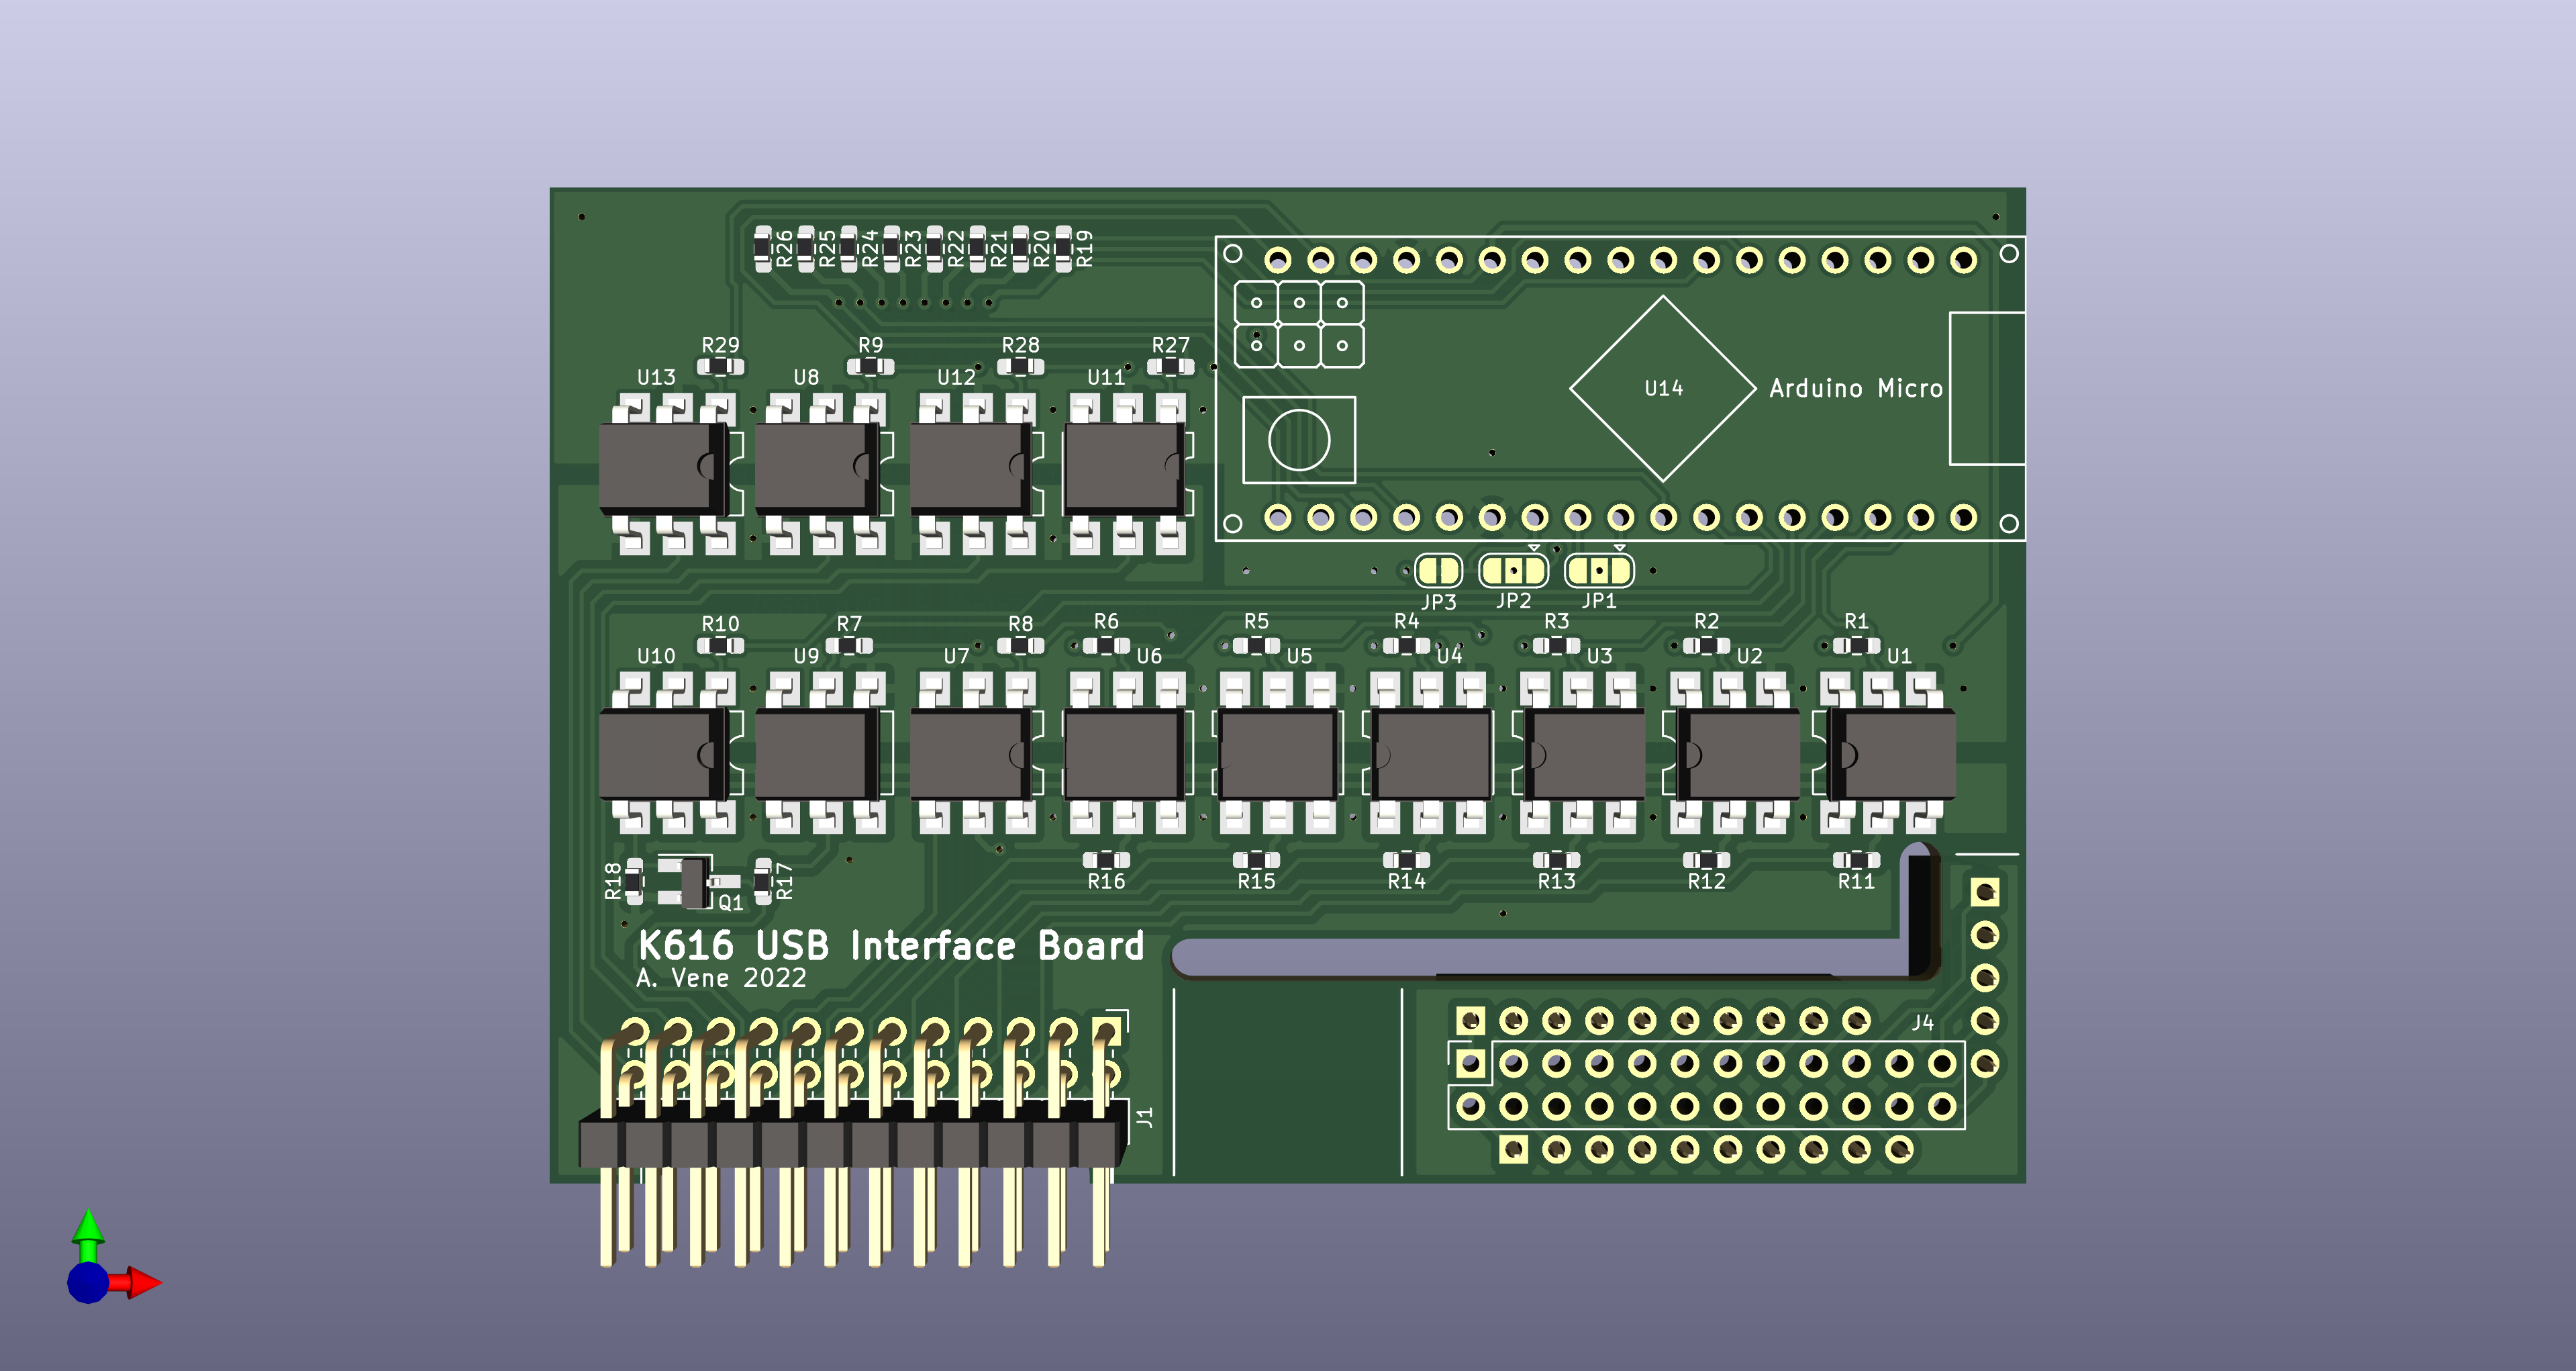 R26 R25 R24 R23 R22 R21 R20 R19
R29 R9 R28 R27
U13 U8 U12 U11
U14 Arduino Micro
JP3 JP2 JP1
R10 R7 R8 R6 R5 R4 R3 R2 R1
U10 U9 U7 U6 U5 U4 U3 U2 U1
R18 Q1 R17 R16 R15 R14 R13 R12 R11
K616 USB Interface Board
A. Vene 2022
J4
J1